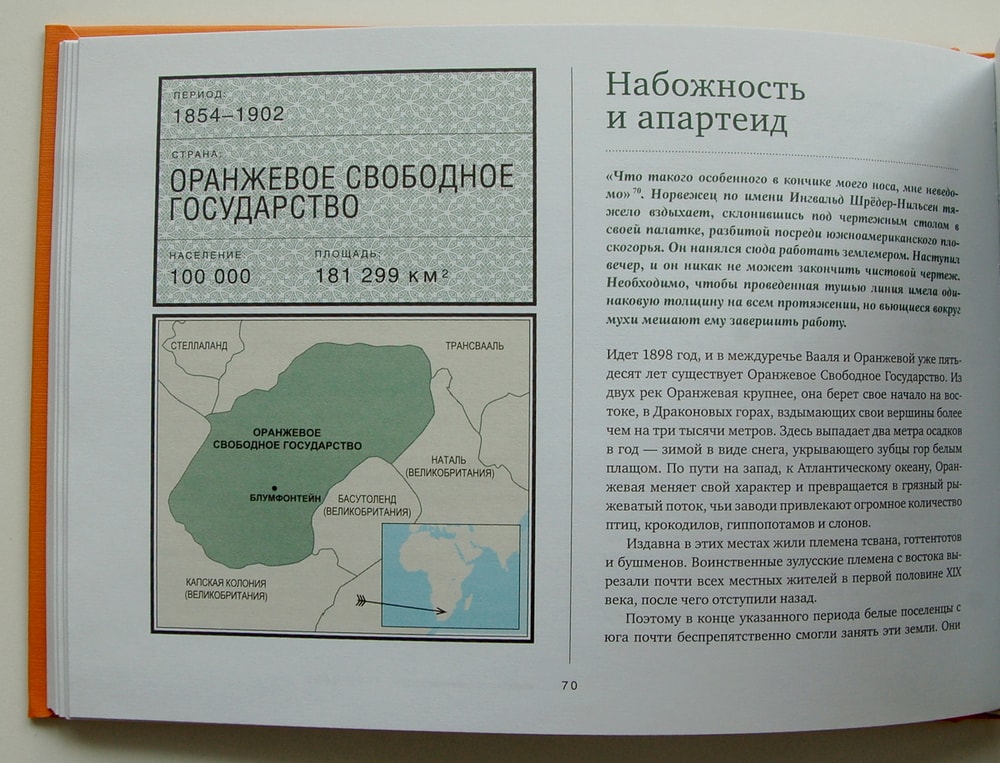 ПЕРИОД:
1854–1902
СТРАНА:
ОРАНЖЕВОЕ СВОБОДНОЕ
ГОСУДАРСТВО
НАСЕЛЕНИЕ
100 000
ПЛОЩАДЬ:
181 299 км²
СТЕЛЛАЛАНД
ТРАНСВААЛЬ
ОРАНЖЕВОЕ
СВОБОДНОЕ ГОСУДАРСТВО
НАТАЛЬ
(ВЕЛИКОБРИТАНИЯ)
БЛУМФОНТЕЙН
БАСУТОЛЕНД
(ВЕЛИКОБРИТАНИЯ)
КАПСКАЯ КОЛОНИЯ
(ВЕЛИКОБРИТАНИЯ)
Набожность
и апартеид
«Что такого особенного в кончике моего носа, мне неведо-
мо»⁷⁰. Норвежец по имени Ингвальд Шрёдер-Нильсен тя-
жело вздыхает, склонившись под чертежным столом в
своей палатке, разбитой посреди южноамериканского пло-
скогорья. Он нанялся сюда работать землемером. Наступил
вечер, и он никак не может закончить чистовой чертеж.
Необходимо, чтобы проведенная тушью линия имела оди-
наковую толщину на всем протяжении, но вьющиеся вокруг
мухи мешают ему завершить работу.
Идет 1898 год, и в междуречье Вааля и Оранжевой уже пять-
десят лет существует Оранжевое Свободное Государство. Из
двух рек Оранжевая крупнее, она берет свое начало на вос-
токе, в Драконовых горах, вздымающих свои вершины более
чем на три тысячи метров. Здесь выпадает два метра осадков
в год — зимой в виде снега, укрывающего зубцы гор белым
плащом. По пути на запад, к Атлантическому океану, Оран-
жевая меняет свой характер и превращается в грязный ры-
жеватый поток, чьи заводи привлекают огромное количество
птиц, крокодилов, гиппопотамов и слонов.
Издавна в этих местах жили племена тсвана, готтентотов
и бушменов. Воинственные зулусские племена с востока вы-
резали почти всех местных жителей в первой половине XIX
века, после чего отступили назад.
Поэтому в конце указанного периода белые поселенцы с
юга почти беспрепятственно смогли занять эти земли. Они
70